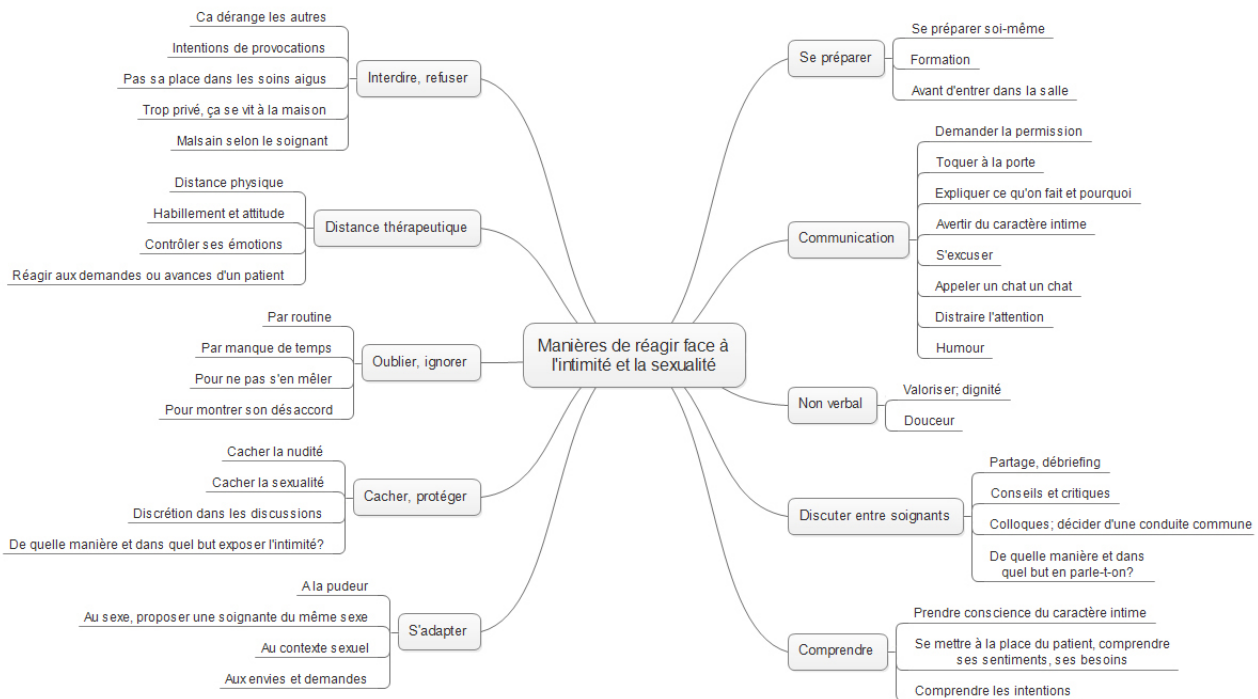 Manières de réagir face à
l'intimité et la sexualité
Interdire, refuser
Ca dérange les autres
Intentions de provocations
Pas sa place dans les soins aigus
Trop privé, ça se vit à la maison
Malsain selon le soignant
Distance thérapeutique
Distance physique
Habillement et attitude
Contrôler ses émotions
Réagir aux demandes ou avances d'un patient
Oublier, ignorer
Par routine
Par manque de temps
Pour ne pas s'en mêler
Pour montrer son désaccord
Cacher, protéger
Cacher la nudité
Cacher la sexualité
Discrétion dans les discussions
De quelle manière et dans quel but exposer l'intimité?
S'adapter
A la pudeur
Au sexe, proposer une soignante du même sexe
Au contexte sexuel
Aux envies et demandes
Se préparer
Se préparer soi-même
Formation
Avant d'entrer dans la salle
Communication
Demander la permission
Toquer à la porte
Expliquer ce qu'on fait et pourquoi
Avertir du caractère intime
S'excuser
Appeler un chat un chat
Distraire l'attention
Humour
Non verbal
Valoriser; dignité
Douceur
Discuter entre soignants
Partage, débriefing
Conseils et critiques
Colloques; décider d'une conduite commune
De quelle manière et dans
quel but en parle-t-on?
Comprendre
Prendre conscience du caractère intime
Se mettre à la place du patient, comprendre
ses sentiments, ses besoins
Comprendre les intentions